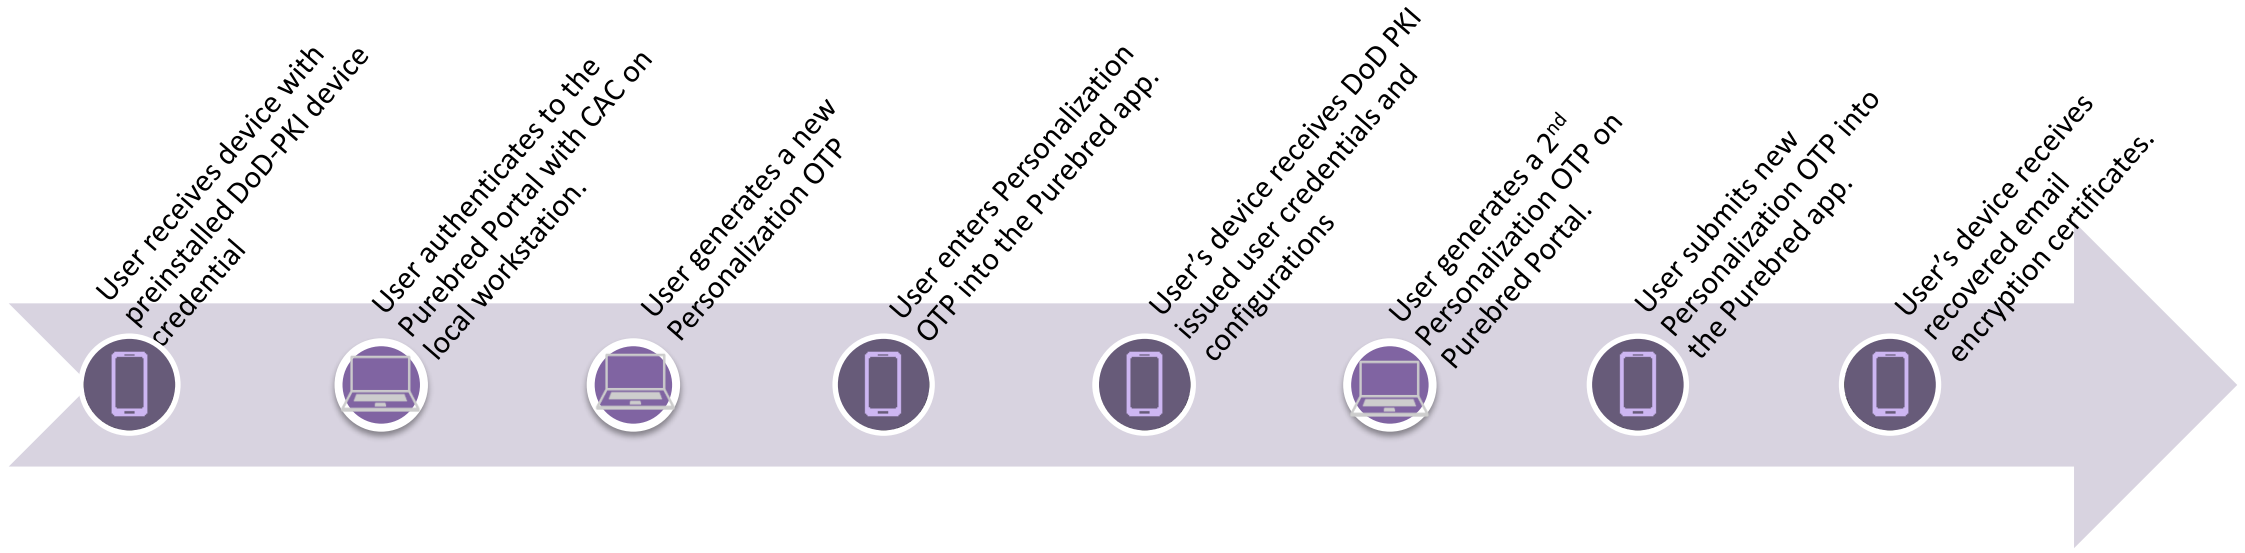 User receives device with
preinstalled DoD-PKI device
credential
User authenticates to the
Purebred Portal with CAC on
local workstation.
User generates a new
Personalization OTP
User enters Personalization
OTP into the Purebred app.
User’s device receives DoD PKI
issued user credentials and
configurations
User generates a 2nd
Personalization OTP on
Purebred Portal.
User submits new
Personalization OTP into
the Purebred app.
User’s device receives
recovered email
encryption certificates.